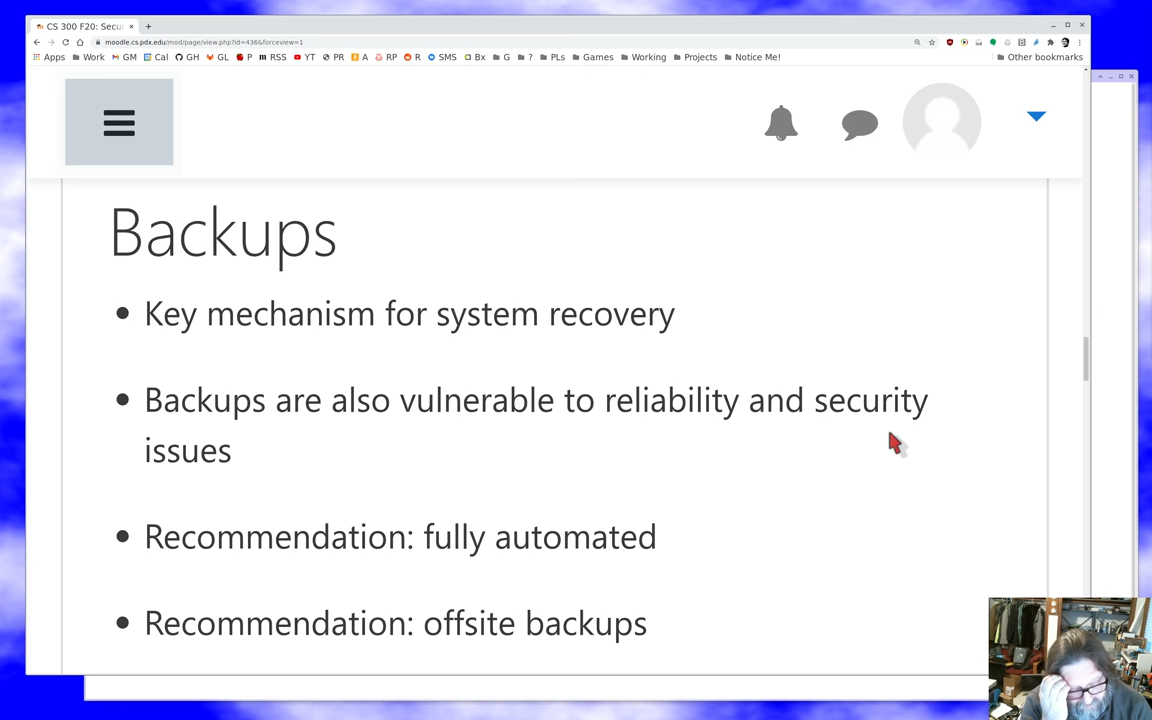 CS 300 F20: Secur
moodle.cs.pdx.edu/mod/page/view.php?id=436&forceview=1
Apps Work GM Cal GH GL P RSS YT PR A RP R SMS Bx G ? PLs Games Working Projects Notice Me! Other bookmarks
Backups
Key mechanism for system recovery
Backups are also vulnerable to reliability and security
issues
Recommendation: fully automated
Recommendation: offsite backups